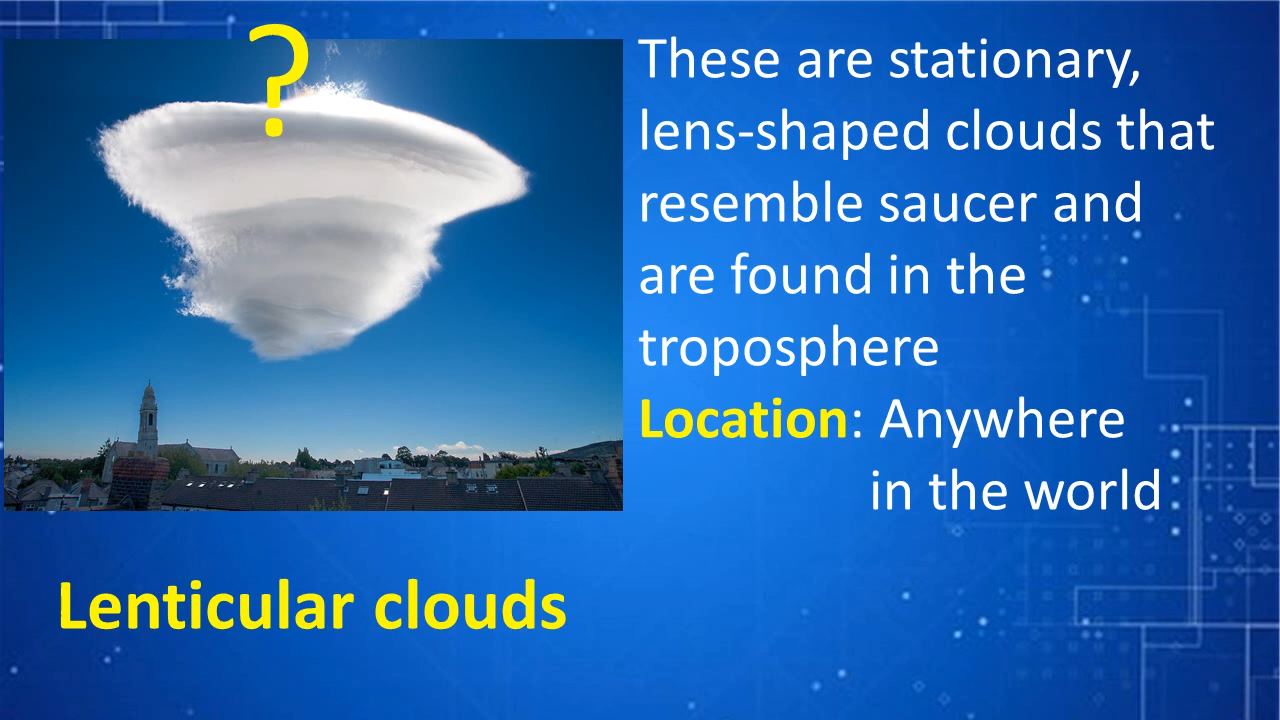 ?
These are stationary,
lens-shaped clouds that
resemble saucer and
are found in the
troposphere
Location: Anywhere
in the world
Lenticular clouds